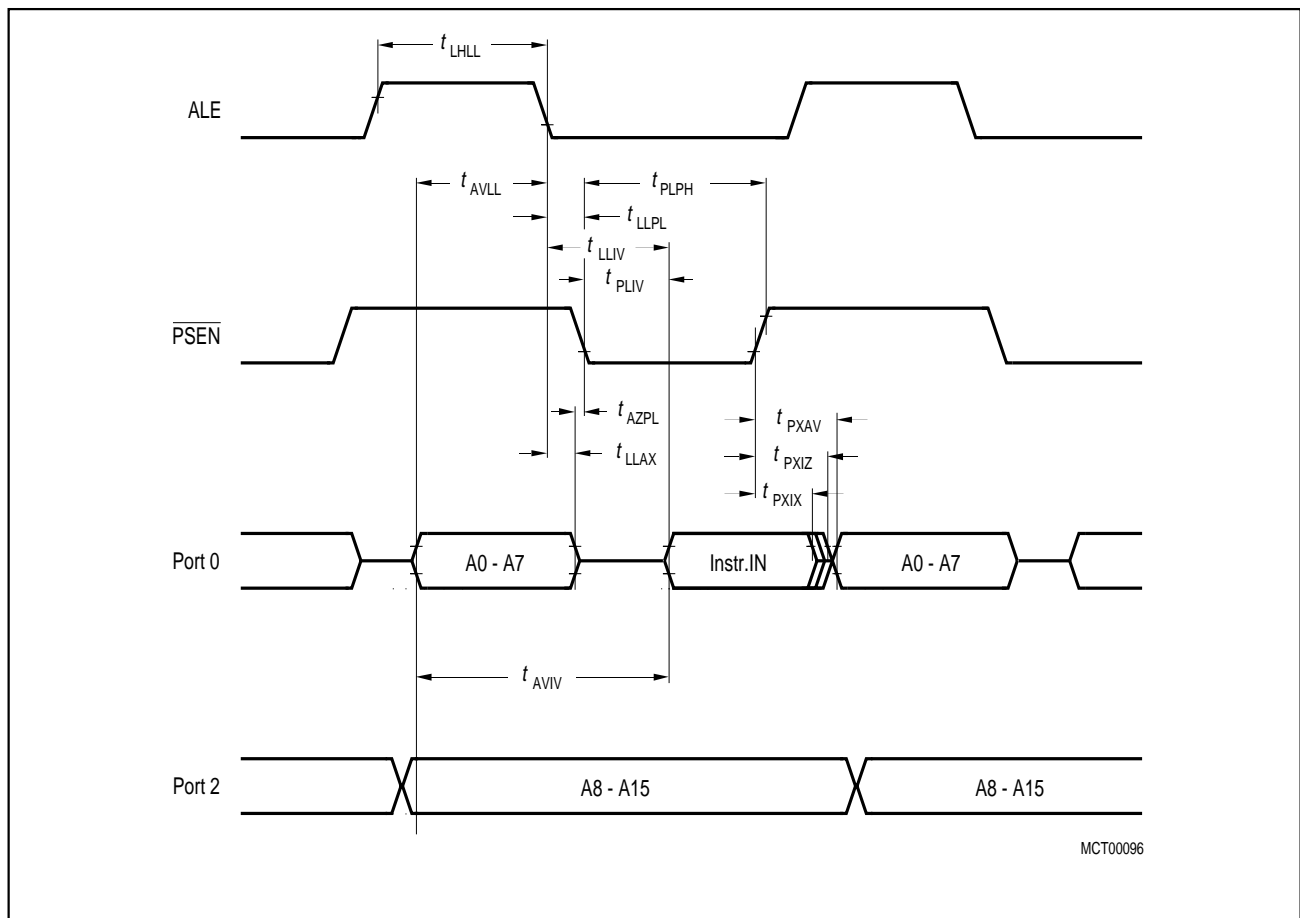 t LHLL
ALE
t AVLL
t PLPH
t LLPL
t LLIV
t PLIV
PSEN
t AZPL
t PXAV
t LLAX
t PXIZ
t PXIX
Port 0
A0 - A7
Instr.IN
A0 - A7
t AVIV
Port 2
A8 - A15
A8 - A15
MCT00096